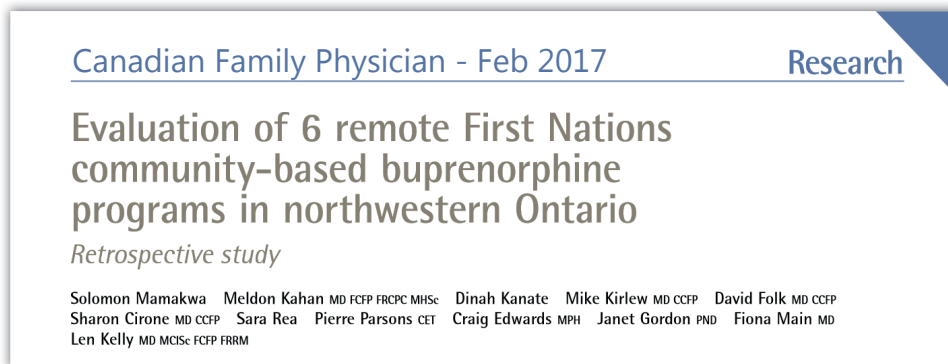 Canadian Family Physician - Feb 2017
Research
Evaluation of 6 remote First Nations
community-based buprenorphine
programs in northwestern Ontario
Retrospective study
Solomon Mamakwa Meldon Kahan MD FCFP FRCPC MHSc Dinah Kanate Mike Kirlew MD CCFP David Folk MD CCFP
Sharon Cirone MD CCFP Sara Rea Pierre Parsons CET Craig Edwards MPH Janet Gordon PND Fiona Main MD
Len Kelly MD MCISc FCFP FRRM